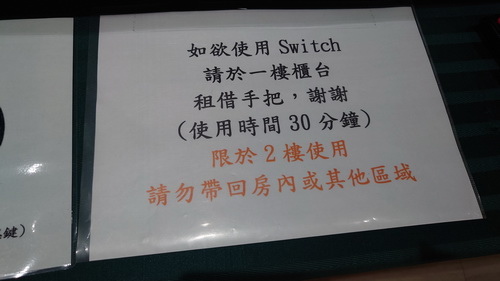 如欲使用 Switch
請於一樓櫃台
租借手把，謝謝
(使用時間 30 分鐘)
限於 2 樓使用
請勿帶回房內或其他區域
鍵)